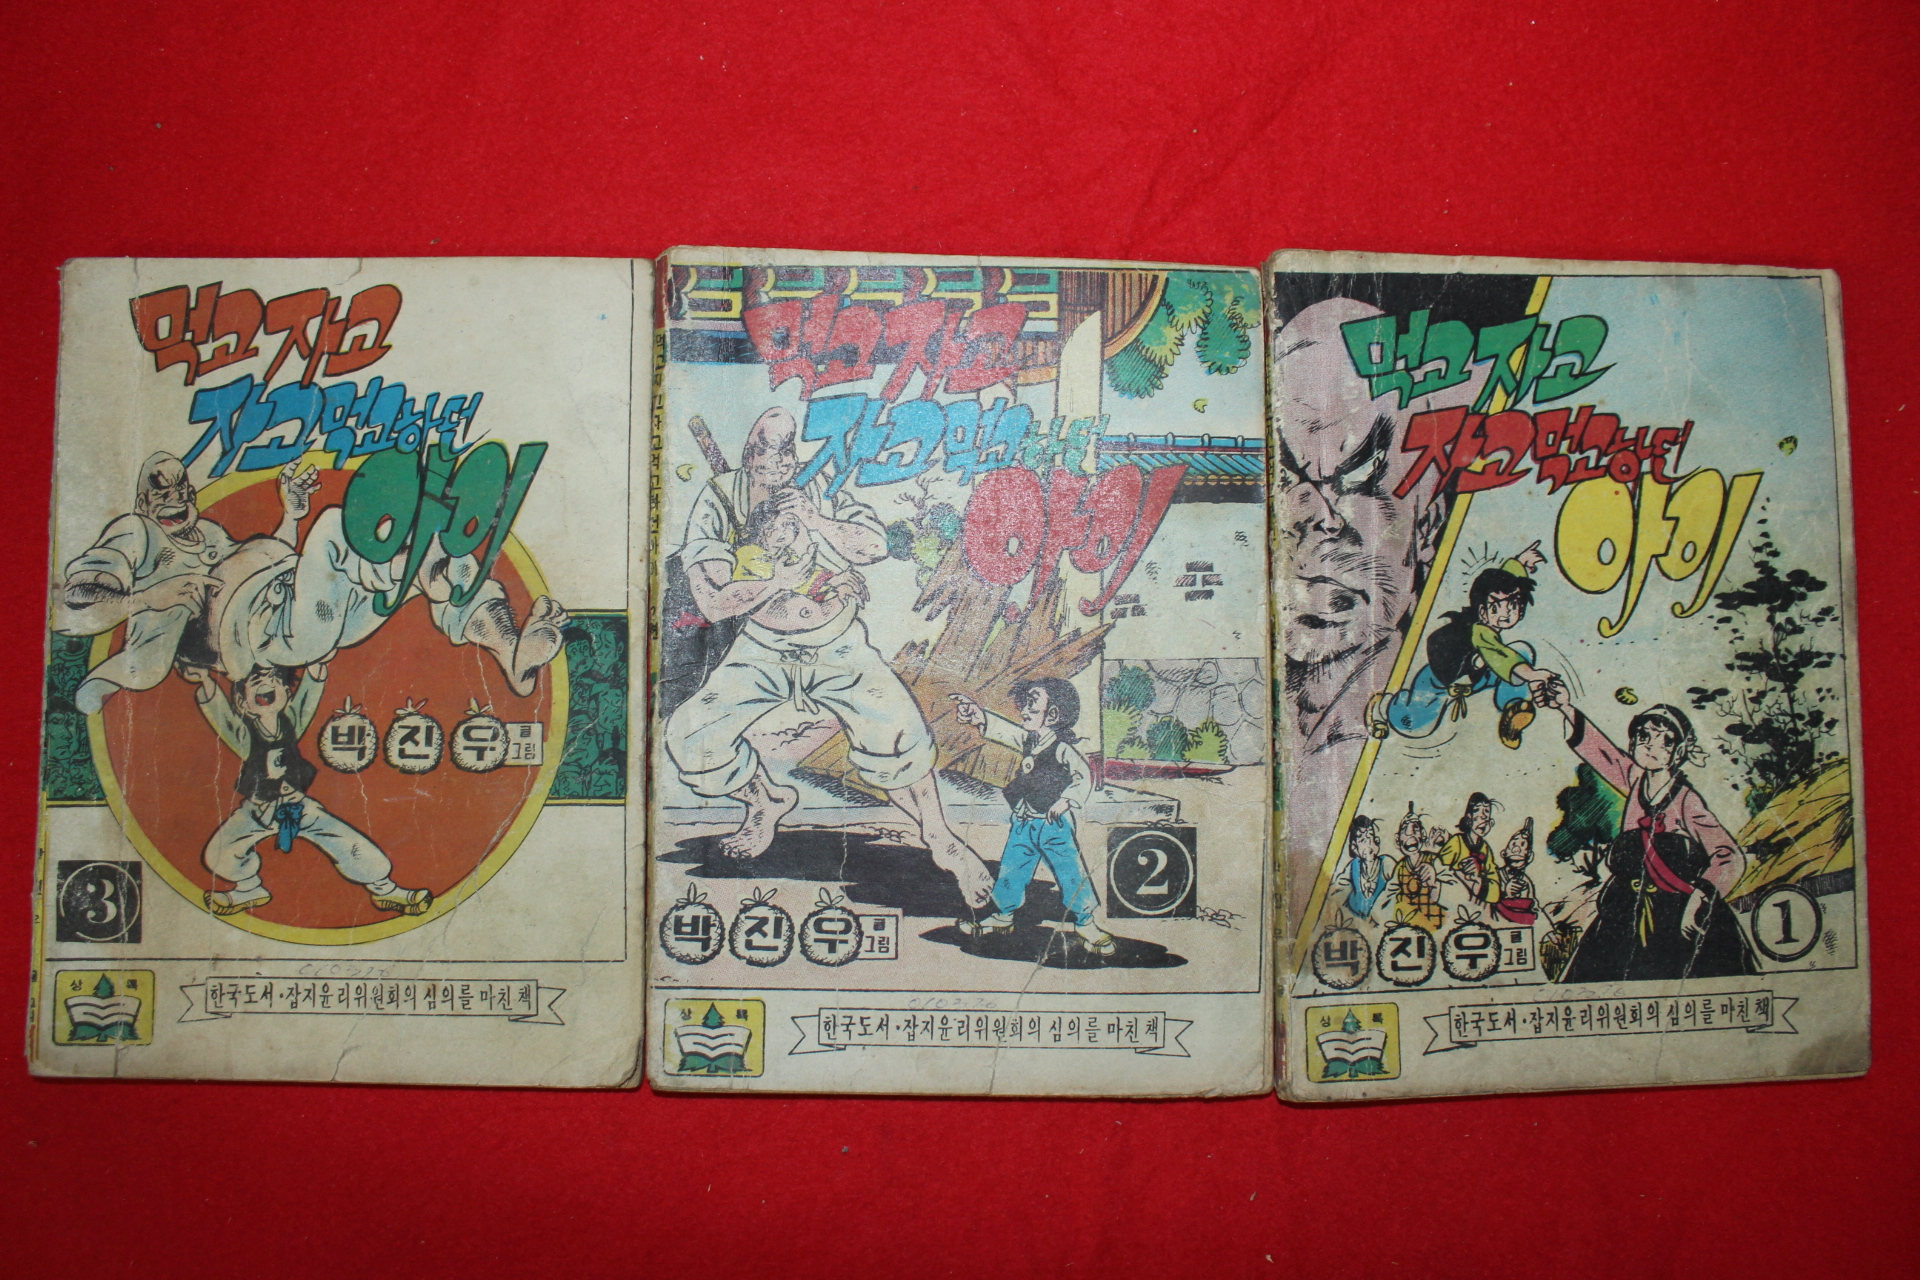 먹고 자고
자고 먹고하던
아이
박진우 글
그림
3
상록
한국도서·잡지윤리위원회의 심의를 마친 책
먹고 자고
자고 먹고하던
아이
2
박진우 글
그림
상록
한국도서·잡지윤리위원회의 심의를 마친 책
먹고 자고
자고 먹고하던
아이
1
박진우 글
그림
상록
한국도서·잡지윤리위원회의 심의를 마친 책